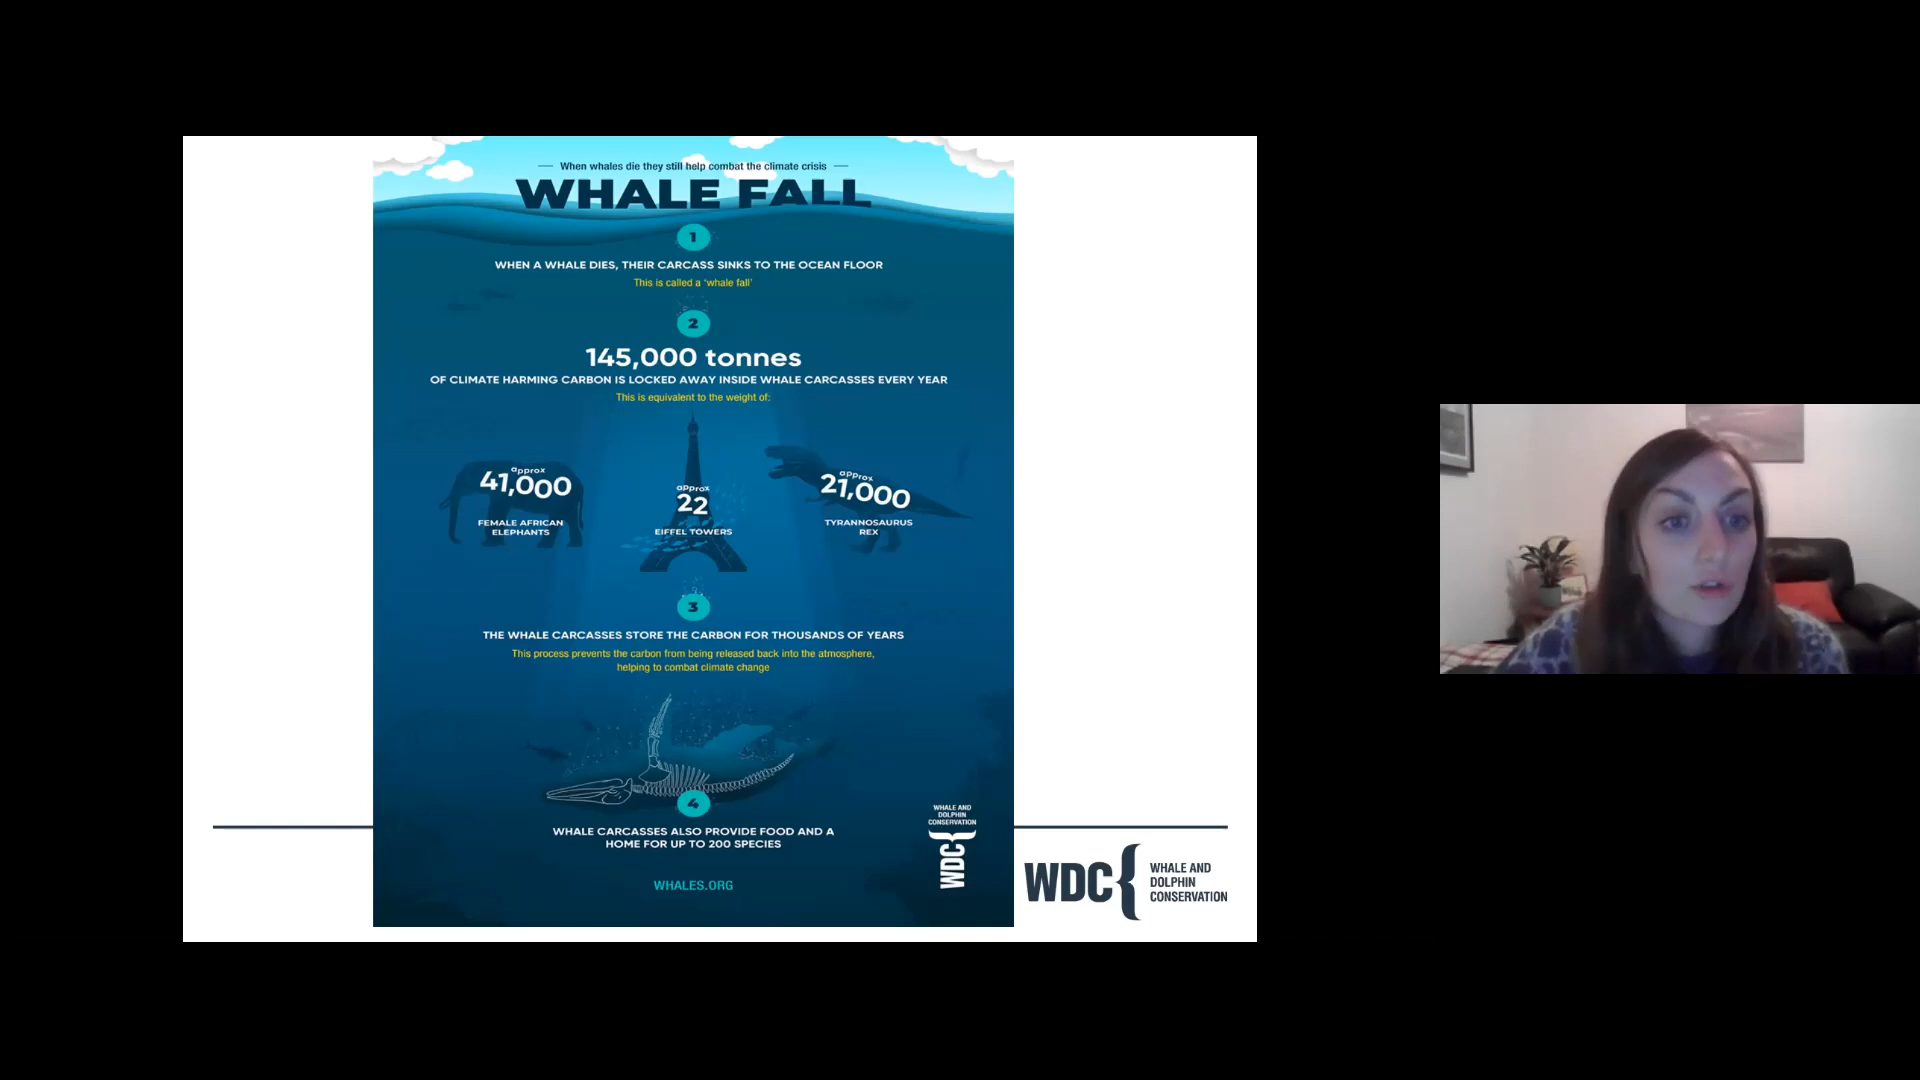 When whales die they still help combat the climate crisis
WHALE FALL
1
WHEN A WHALE DIES, THEIR CARCASS SINKS TO THE OCEAN FLOOR
This is called a ‘whale fall’
2
145,000 tonnes
OF CLIMATE HARMING CARBON IS LOCKED AWAY INSIDE WHALE CARCASSES EVERY YEAR
This is equivalent to the weight of:
approx
41,000
FEMALE AFRICAN
ELEPHANTS
approx
22
EIFFEL TOWERS
approx
21,000
TYRANNOSAURUS
REX
3
THE WHALE CARCASSES STORE THE CARBON FOR THOUSANDS OF YEARS
This process prevents the carbon from being released back into the atmosphere,
helping to combat climate change
4
WHALE CARCASSES ALSO PROVIDE FOOD AND A
HOME FOR UP TO 200 SPECIES
WHALES.ORG
WHALE AND
DOLPHIN
CONSERVATION
WDC
WDC
WHALE AND
DOLPHIN
CONSERVATION